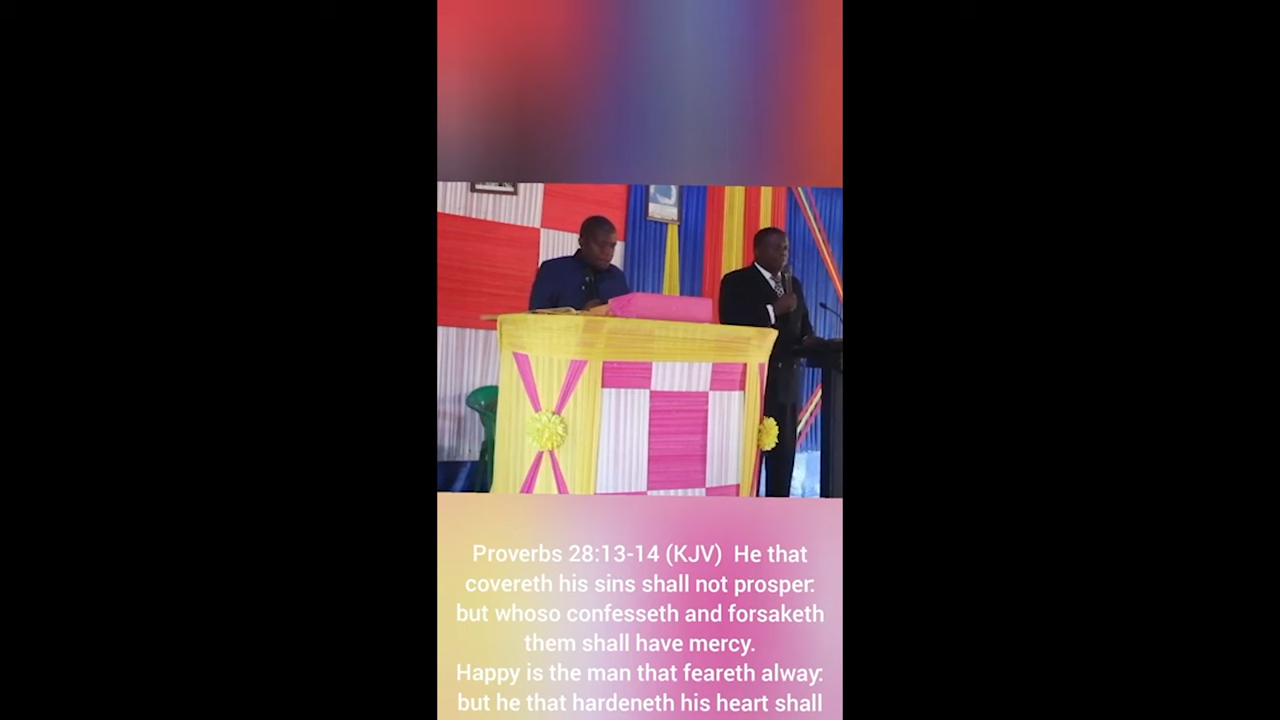 Proverbs 28:13-14 (KJV)  He that
covereth his sins shall not prosper:
but whoso confesseth and forsaketh
them shall have mercy.
Happy is the man that feareth alway:
but he that hardeneth his heart shall